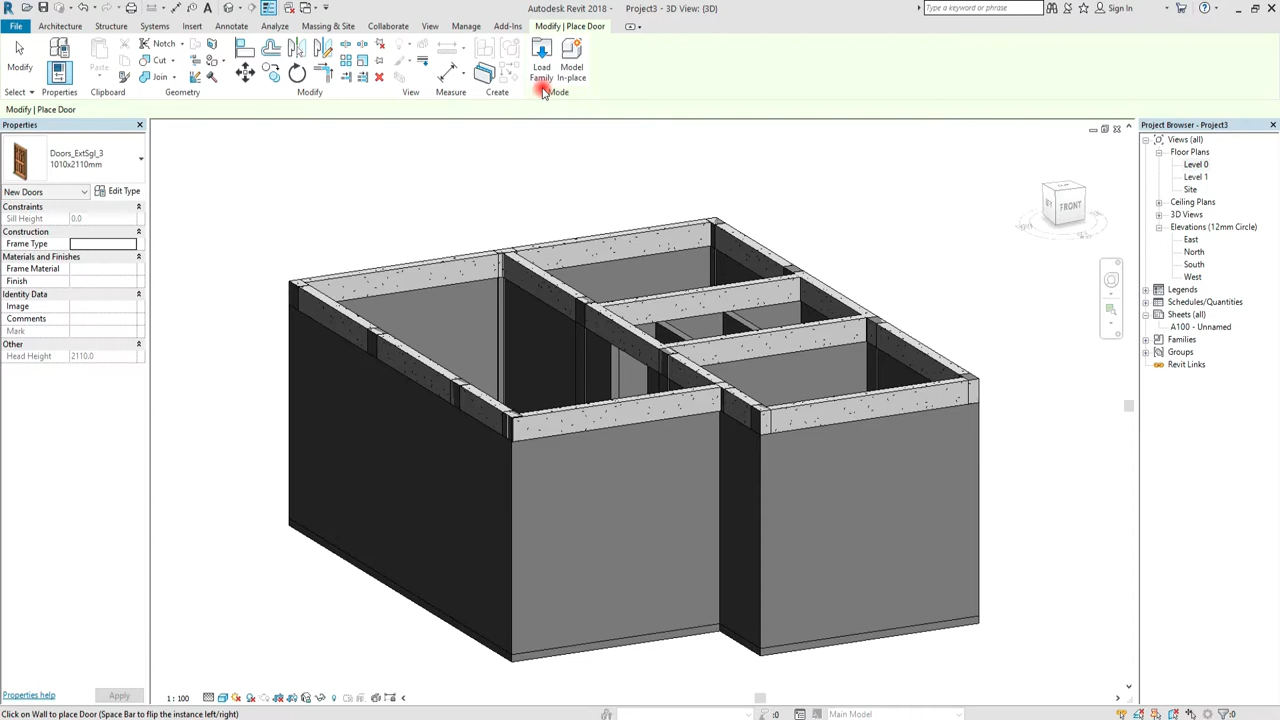 Autodesk Revit 2018 - Project3 - 3D View: {3D}
Type a keyword or phrase
Sign In
File Architecture Structure Systems Insert Annotate Analyze Massing & Site Collaborate View Manage Add-Ins Modify | Place Door
Modify
Paste
Notch
Cut
Join
Load Family
Model In-place
Select Properties Clipboard Geometry Modify View Measure Create Mode
Modify | Place Door
Properties
Doors_ExtSgl_3
1010x2110mm
New Doors Edit Type
Constraints
Sill Height 0.0
Construction
Frame Type
Materials and Finishes
Frame Material
Finish
Identity Data
Image
Comments
Mark
Other
Head Height 2110.0
Properties help Apply
FRONT
Project Browser - Project3
Views (all)
Floor Plans
Level 0
Level 1
Site
Ceiling Plans
3D Views
Elevations (12mm Circle)
East
North
South
West
Legends
Schedules/Quantities
Sheets (all)
A100 - Unnamed
Families
Groups
Revit Links
1 : 100
Click on Wall to place Door (Space Bar to flip the instance left/right)
:0
Main Model
:0